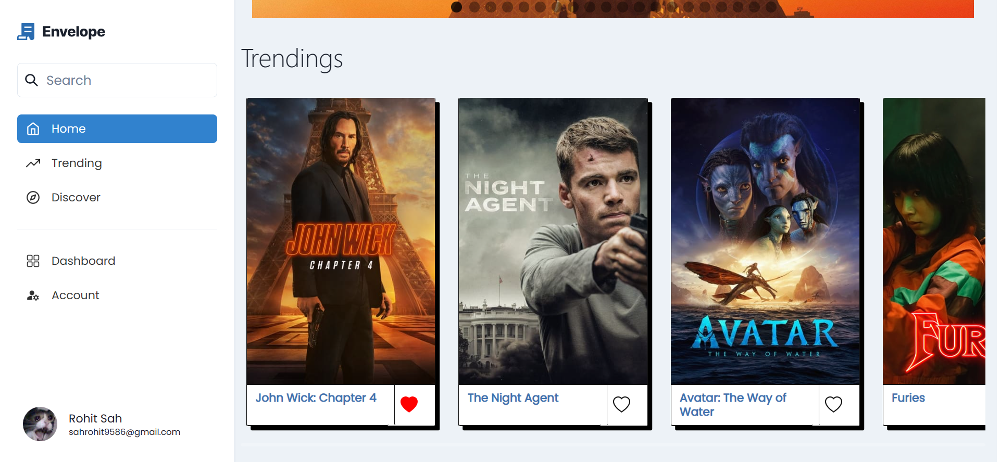 Envelope
Search
Home
Trending
Discover
Dashboard
Account
Rohit Sah
sahrohit9586@gmail.com
Trendings
JOHN WICK
CHAPTER 4
John Wick: Chapter 4
THE
NIGHT
AGENT
The Night Agent
AVATAR
THE WAY OF WATER
Avatar: The Way of
Water
FUR
Furies